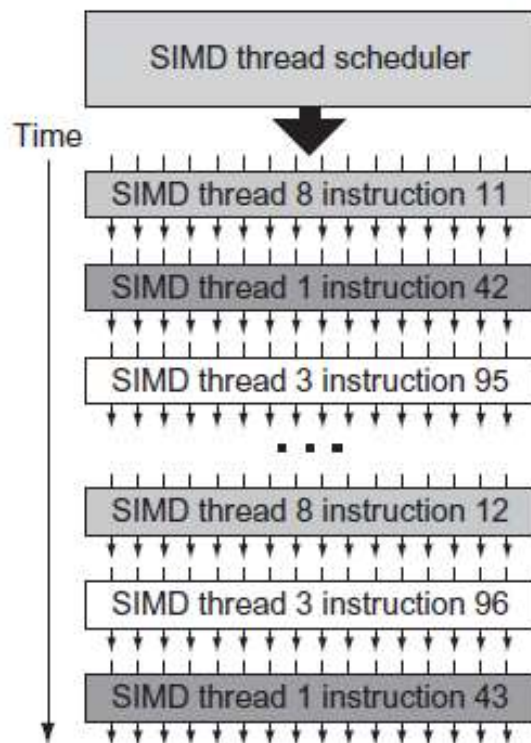 SIMD thread scheduler
Time
SIMD thread 8 instruction 11
SIMD thread 1 instruction 42
SIMD thread 3 instruction 95
...
SIMD thread 8 instruction 12
SIMD thread 3 instruction 96
SIMD thread 1 instruction 43